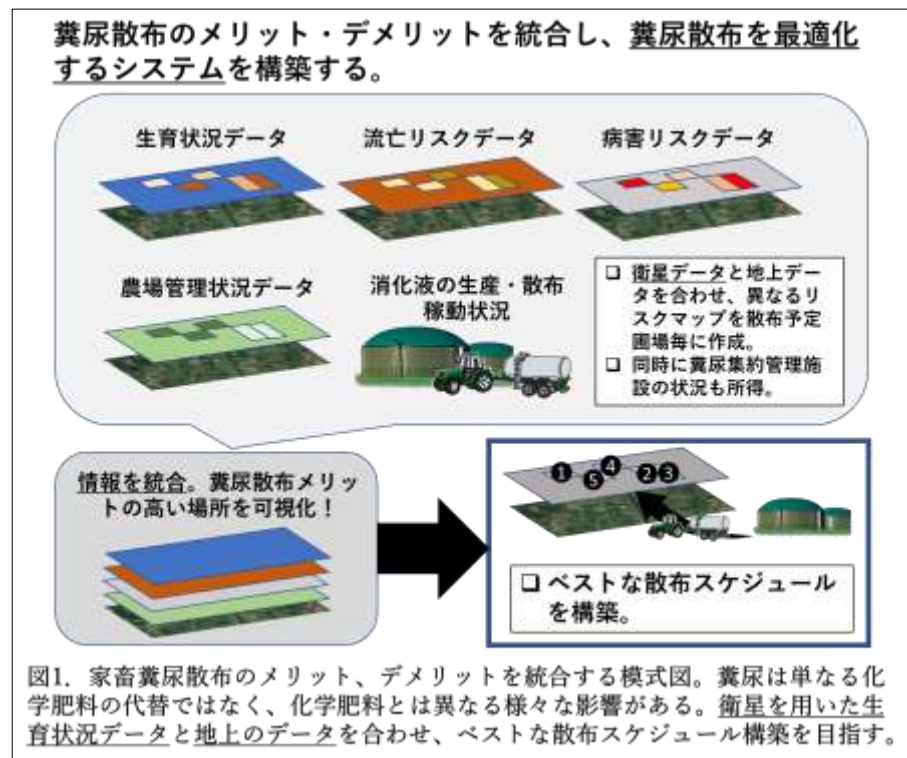 糞尿散布のメリット・デメリットを統合し、糞尿散布を最適化
するシステムを構築する。
生育状況データ
流亡リスクデータ
病害リスクデータ
農場管理状況データ
消化液の生産・散布
稼動状況
❑ 衛星データと地上デー
タを合わせ、異なるリ
スクマップを散布予定
圃場毎に作成。
❑ 同時に糞尿集約管理施
設の状況も所得。
情報を統合。糞尿散布メリッ
トの高い場所を可視化！
❶ ❺ ❹ ❷ ❸
❑ ベストな散布スケジュール
を構築。
図1. 家畜糞尿散布のメリット、デメリットを統合する模式図。糞尿は単なる化
学肥料の代替ではなく、化学肥料とは異なる様々な影響がある。衛星を用いた生
育状況データと地上のデータを合わせ、ベストな散布スケジュール構築を目指す。